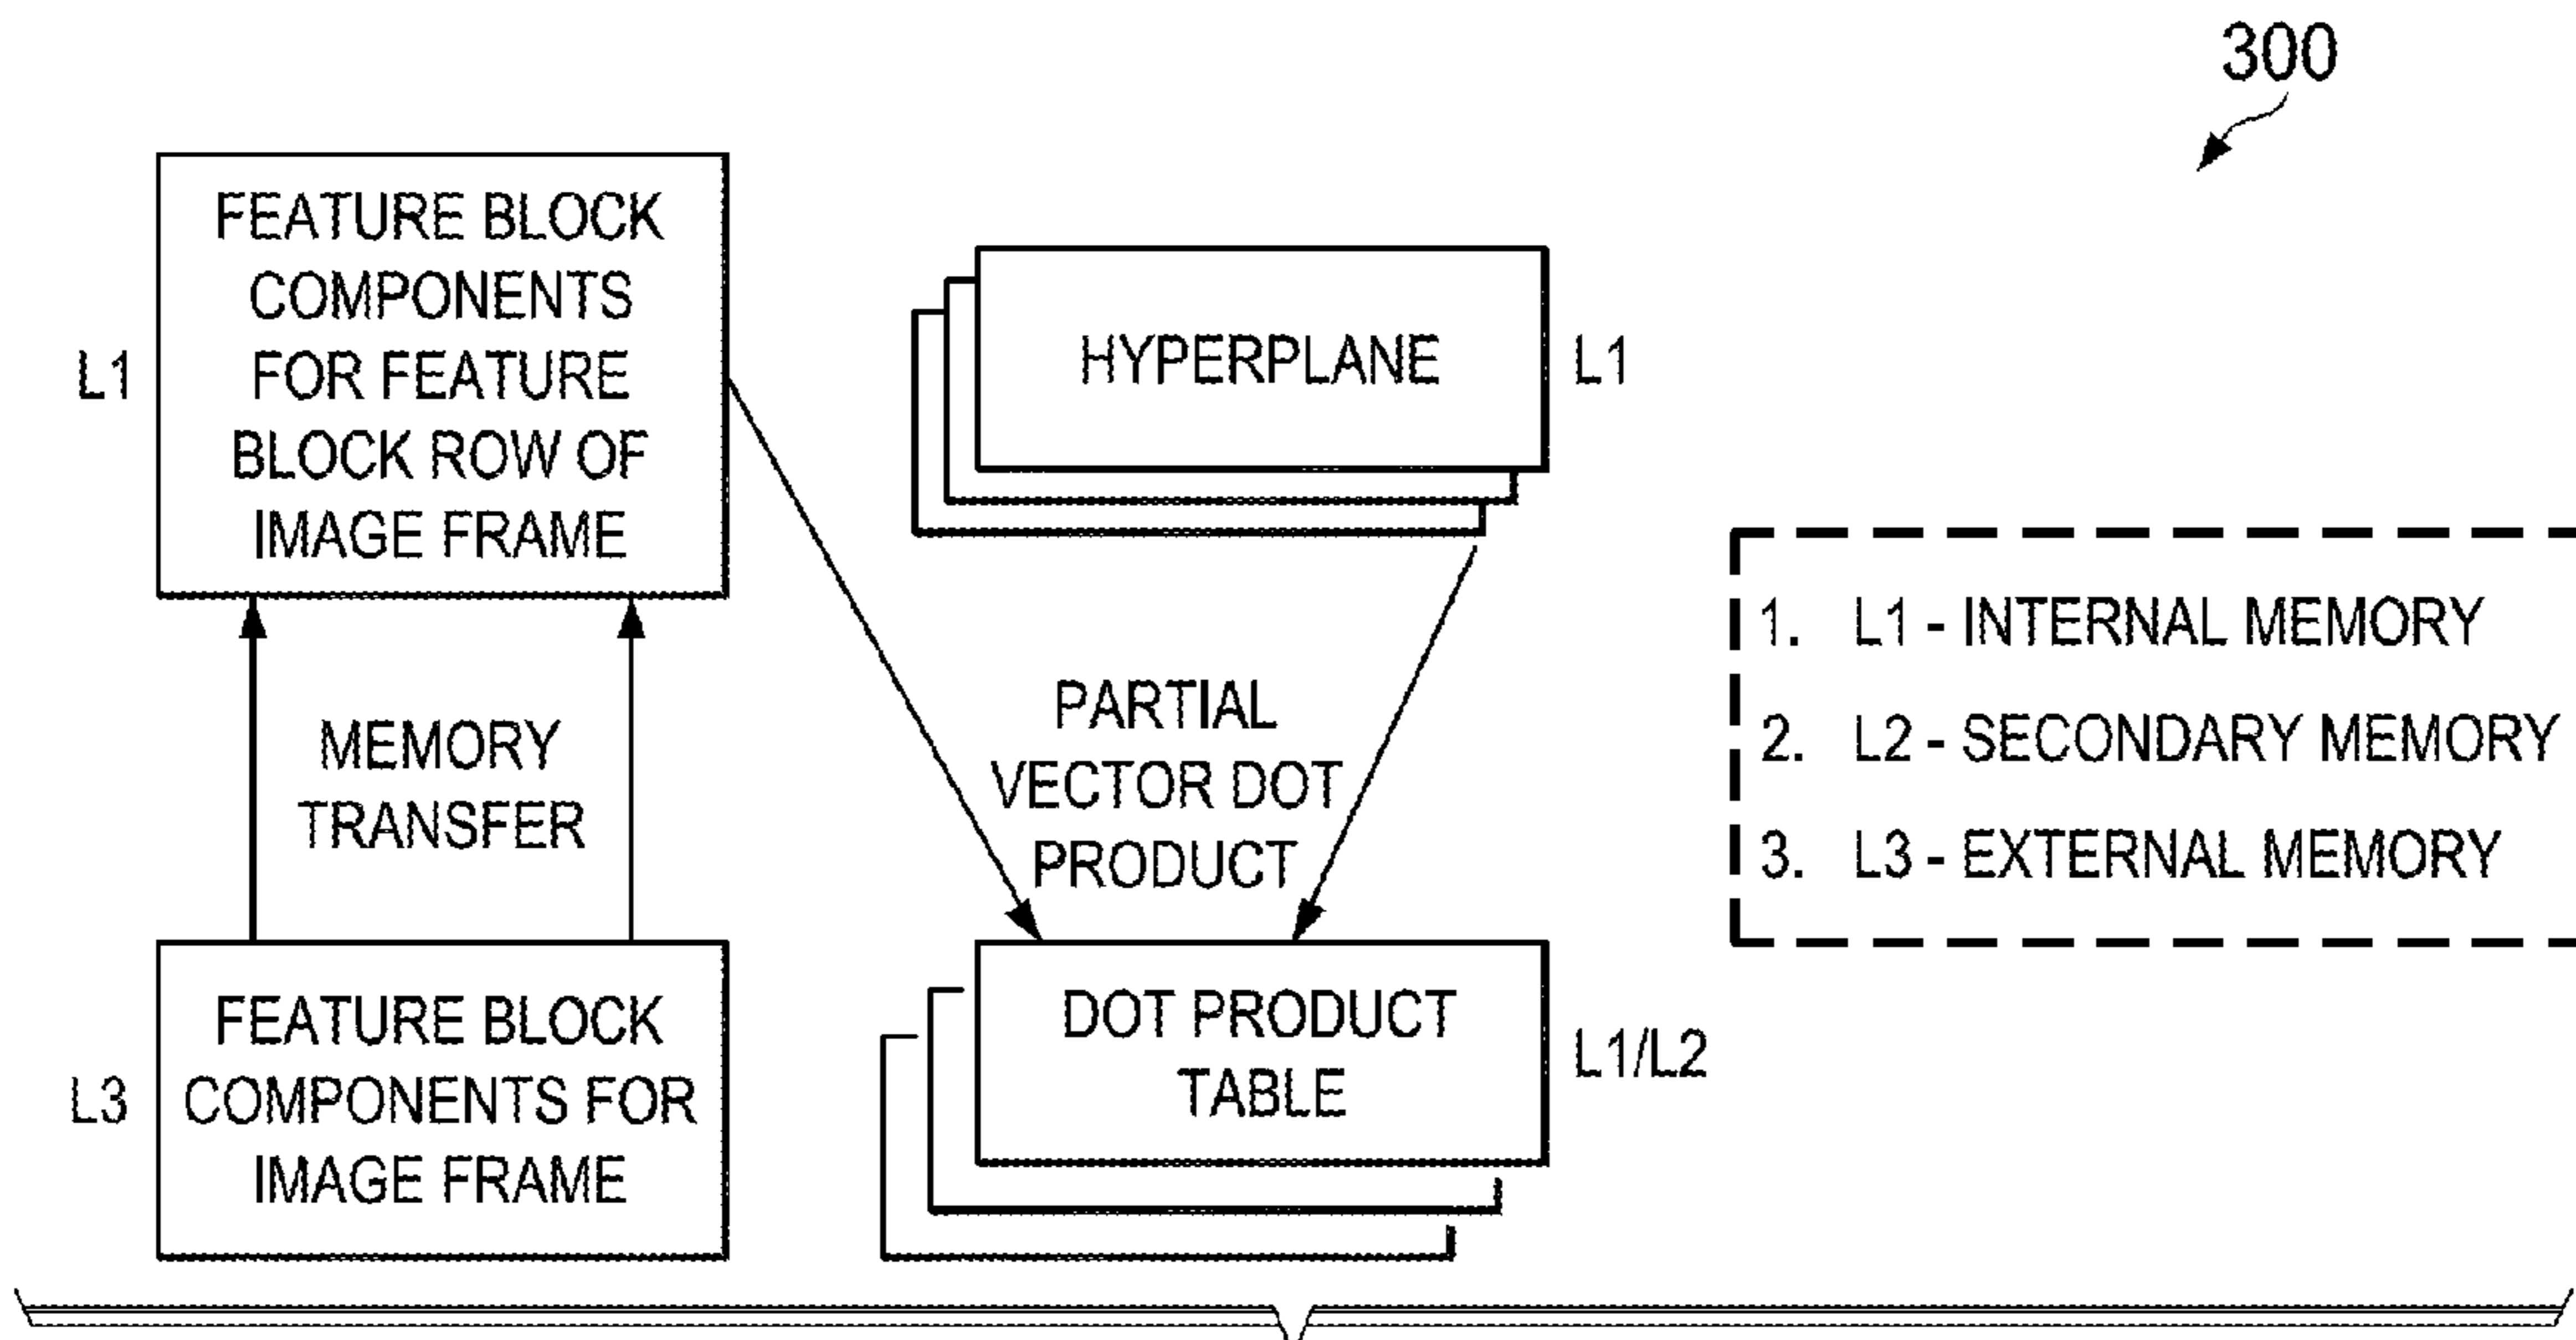 300
FEATURE BLOCK
COMPONENTS
FOR FEATURE
BLOCK ROW OF
IMAGE FRAME
L1
HYPERPLANE
L1
MEMORY
TRANSFER
PARTIAL
VECTOR DOT
PRODUCT
1. L1 - INTERNAL MEMORY
2. L2 - SECONDARY MEMORY
3. L3 - EXTERNAL MEMORY
L3
FEATURE BLOCK
COMPONENTS FOR
IMAGE FRAME
DOT PRODUCT
TABLE
L1/L2